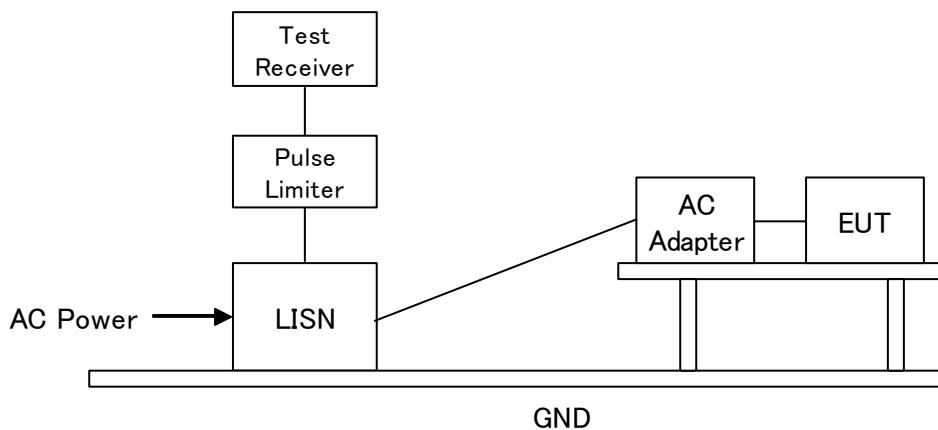 Test
Receiver
Pulse
Limiter
AC
Adapter
EUT
AC Power
LISN
GND